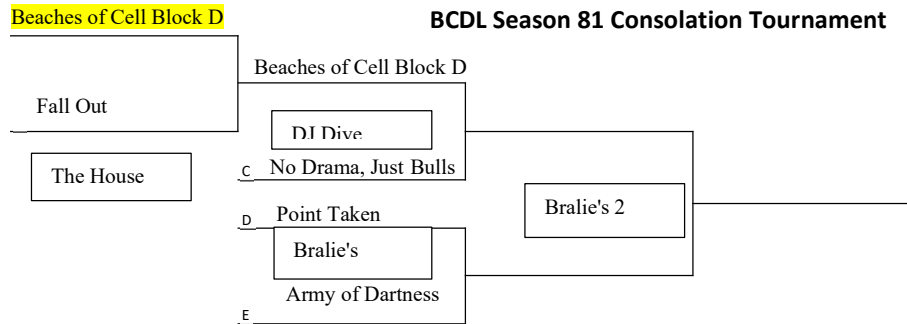 Beaches of Cell Block D
BCDL Season 81 Consolation Tournament
Beaches of Cell Block D
Fall Out
DJ Dive
The House
C No Drama, Just Bulls
D Point Taken
Bralie's 2
Bralie's
Army of Dartness
E